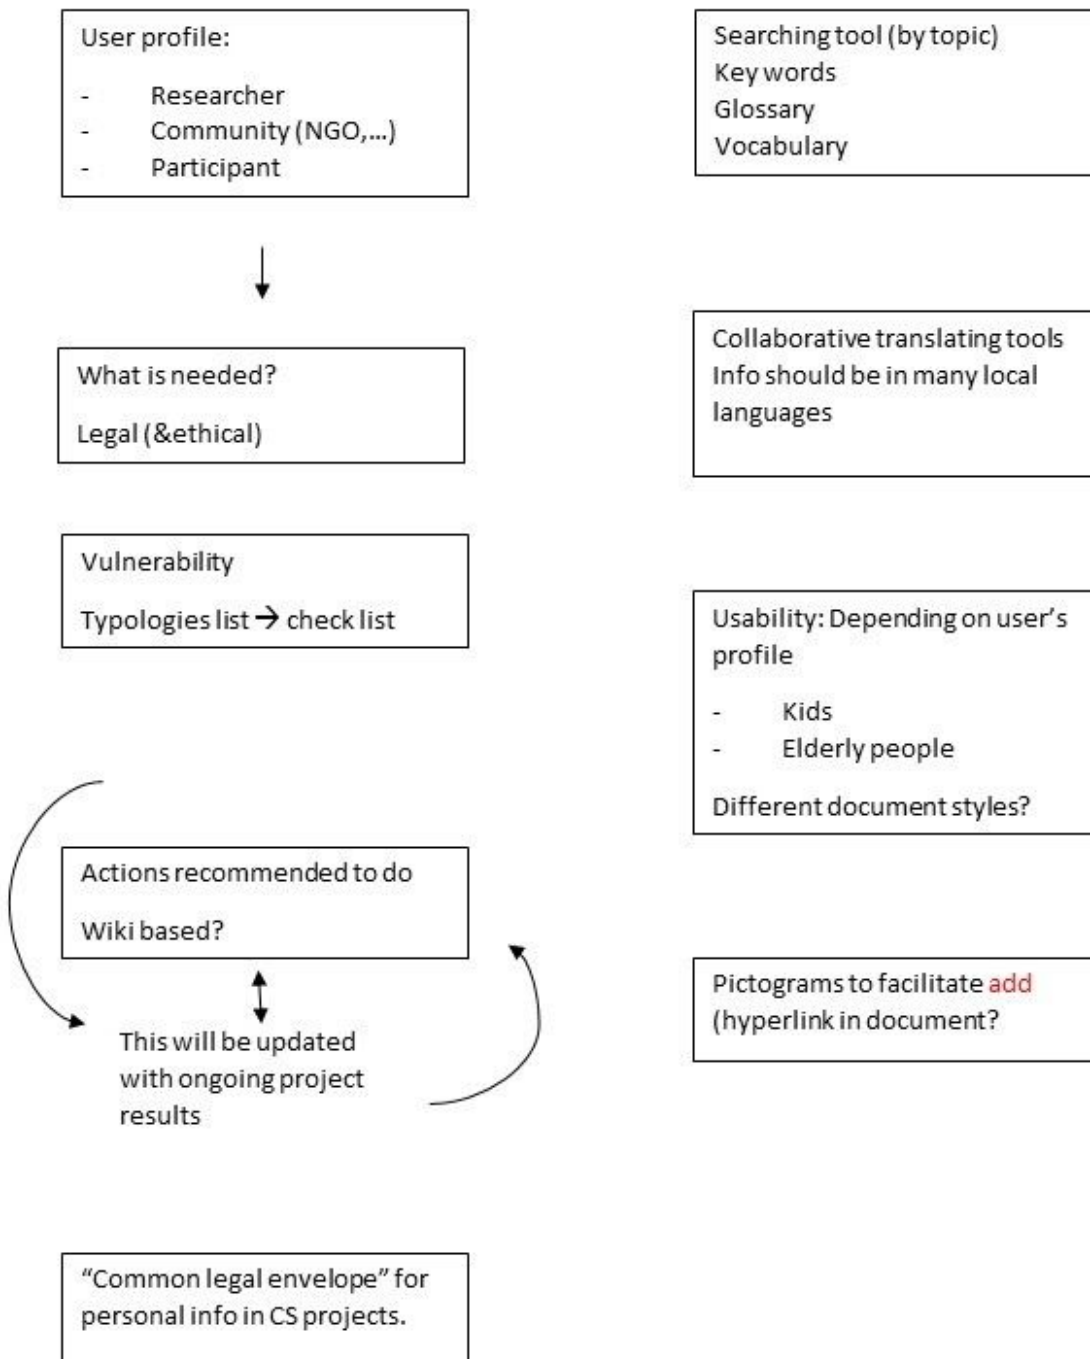 User profile:
- Researcher
- Community (NGO,...)
- Participant
What is needed?
Legal (&ethical)
Vulnerability
Typologies list → check list
Actions recommended to do
Wiki based?
This will be updated
with ongoing project
results
“Common legal envelope” for
personal info in CS projects.
Searching tool (by topic)
Key words
Glossary
Vocabulary
Collaborative translating tools
Info should be in many local
languages
Usability: Depending on user’s
profile
- Kids
- Elderly people
Different document styles?
Pictograms to facilitate add
(hyperlink in document?